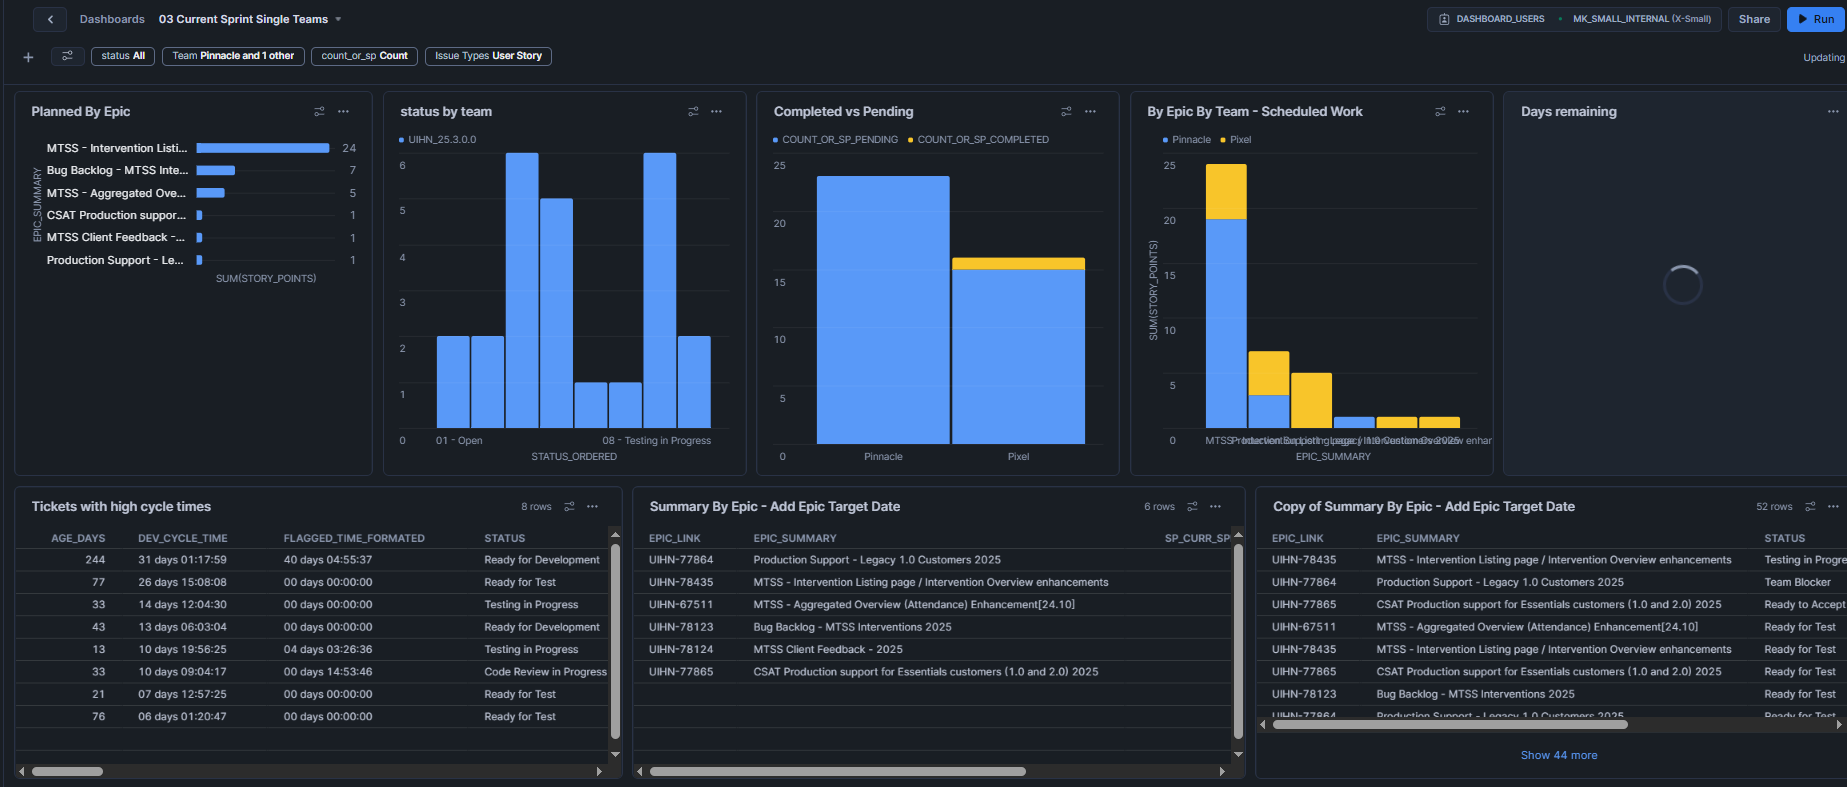 Dashboards 03 Current Sprint Single Teams
DASHBOARD_USERS • MK_SMALL_INTERNAL (X-Small) Share Run
status All Team Pinnacle and 1 other count_or_sp Count Issue Types User Story
Updating
Planned By Epic
MTSS - Intervention Listi... 24
Bug Backlog - MTSS Inte... 7
MTSS - Aggregated Ove... 5
CSAT Production suppor... 1
MTSS Client Feedback -... 1
Production Support - Le... 1
EPIC_SUMMARY
SUM(STORY_POINTS)
status by team
UIHN_25.3.0.0
6
5
4
3
2
1
0
01 - Open 08 - Testing in Progress
STATUS_ORDERED
Completed vs Pending
COUNT_OR_SP_PENDING COUNT_OR_SP_COMPLETED
25
20
15
10
5
0
Pinnacle Pixel
By Epic By Team - Scheduled Work
Pinnacle Pixel
25
20
15
10
5
0
SUM(STORY_POINTS)
EPIC_SUMMARY
Days remaining
Tickets with high cycle times 8 rows
AGE_DAYS DEV_CYCLE_TIME FLAGGED_TIME_FORMATED STATUS
244 31 days 01:17:59 40 days 04:55:37 Ready for Development
77 26 days 15:08:08 00 days 00:00:00 Ready for Test
33 14 days 12:04:30 00 days 00:00:00 Testing in Progress
43 13 days 06:03:04 00 days 00:00:00 Ready for Development
13 10 days 19:56:25 04 days 03:26:36 Testing in Progress
33 10 days 09:04:17 00 days 14:53:46 Code Review in Progress
21 07 days 12:57:25 00 days 00:00:00 Ready for Test
76 06 days 01:20:47 00 days 00:00:00 Ready for Test
Summary By Epic - Add Epic Target Date 6 rows
EPIC_LINK EPIC_SUMMARY SP_CURR_SP
UIHN-77864 Production Support - Legacy 1.0 Customers 2025
UIHN-78435 MTSS - Intervention Listing page / Intervention Overview enhancements
UIHN-67511 MTSS - Aggregated Overview (Attendance) Enhancement[24.10]
UIHN-78123 Bug Backlog - MTSS Interventions 2025
UIHN-78124 MTSS Client Feedback - 2025
UIHN-77865 CSAT Production support for Essentials customers (1.0 and 2.0) 2025
Copy of Summary By Epic - Add Epic Target Date 52 rows
EPIC_LINK EPIC_SUMMARY STATUS
UIHN-78435 MTSS - Intervention Listing page / Intervention Overview enhancements Testing in Progre
UIHN-77864 Production Support - Legacy 1.0 Customers 2025 Team Blocker
UIHN-77865 CSAT Production support for Essentials customers (1.0 and 2.0) 2025 Ready to Accept
UIHN-67511 MTSS - Aggregated Overview (Attendance) Enhancement[24.10] Ready for Test
UIHN-78435 MTSS - Intervention Listing page / Intervention Overview enhancements Ready for Test
UIHN-77865 CSAT Production support for Essentials customers (1.0 and 2.0) 2025 Ready for Test
UIHN-78123 Bug Backlog - MTSS Interventions 2025 Ready for Test
UIHN-77864 Production Support - Legacy 1.0 Customers 2025 Ready for Test
Show 44 more